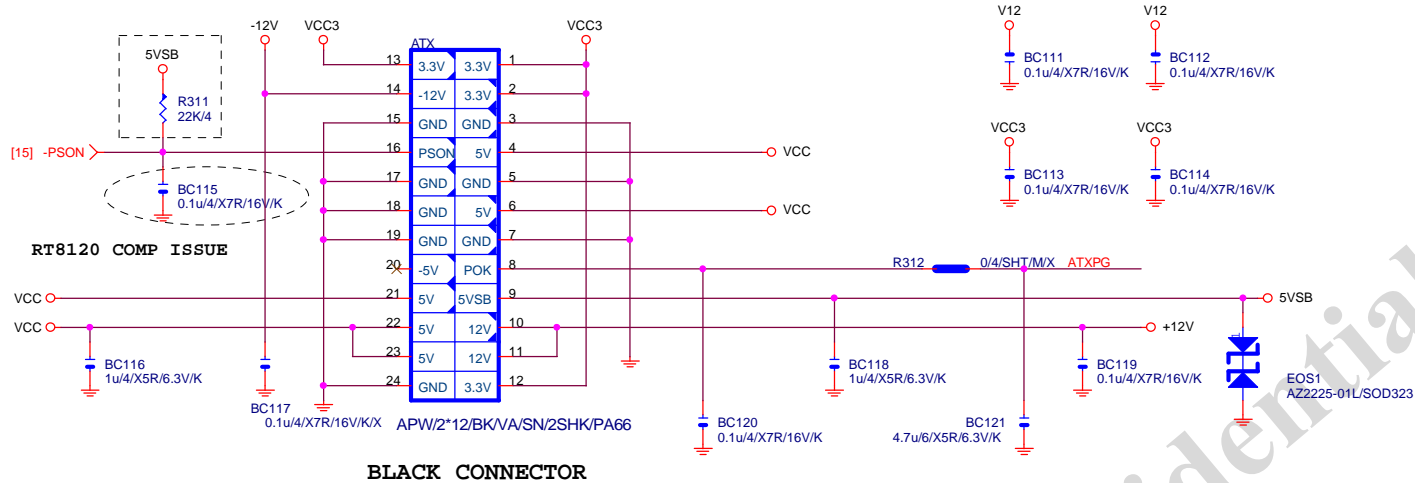 -12V
VCC3
VCC3
V12
V12
5VSB
R311
22K/4
[15] -PSON
BC115
0.1u/4/X7R/16V/K
RT8120 COMP ISSUE
ATX
13 3.3V 3.3V 1
14 -12V 3.3V 2
15 GND GND 3
16 PSON 5V 4
17 GND GND 5
18 GND 5V 6
19 GND GND 7
20 -5V POK 8
21 5V 5VSB 9
22 5V 12V 10
23 5V 12V 11
24 GND 3.3V 12
VCC
VCC
BC111
0.1u/4/X7R/16V/K
BC112
0.1u/4/X7R/16V/K
VCC3
VCC3
BC113
0.1u/4/X7R/16V/K
BC114
0.1u/4/X7R/16V/K
R312 0/4/SHT/M/X ATXPG
VCC
5VSB
VCC
+12V
BC116
1u/4/X5R/6.3V/K
BC117
0.1u/4/X7R/16V/K/X
APW/2*12/BK/VA/SN/2SHK/PA66
BC118
1u/4/X5R/6.3V/K
BC119
0.1u/4/X7R/16V/K
EOS1
AZ2225-01L/SOD323
BC120
0.1u/4/X7R/16V/K
BC121
4.7u/6/X5R/6.3V/K
BLACK CONNECTOR
idential